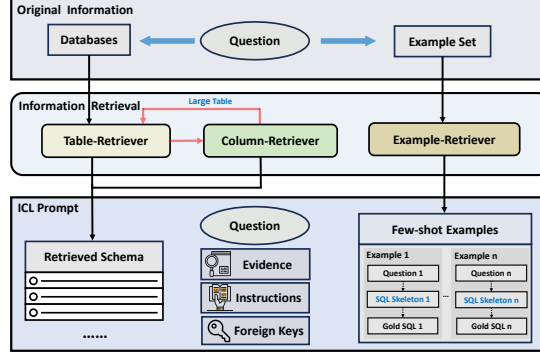 Original Information
Databases
Question
Example Set
Information Retrieval
Large Table
Table-Retriever
Column-Retriever
Example-Retriever
ICL Prompt
Question
Retrieved Schema
......
Evidence
Instructions
Foreign Keys
Few-shot Examples
Example 1
Question 1
SQL Skeleton 1
Gold SQL 1
...
Example n
Question n
SQL Skeleton n
Gold SQL n